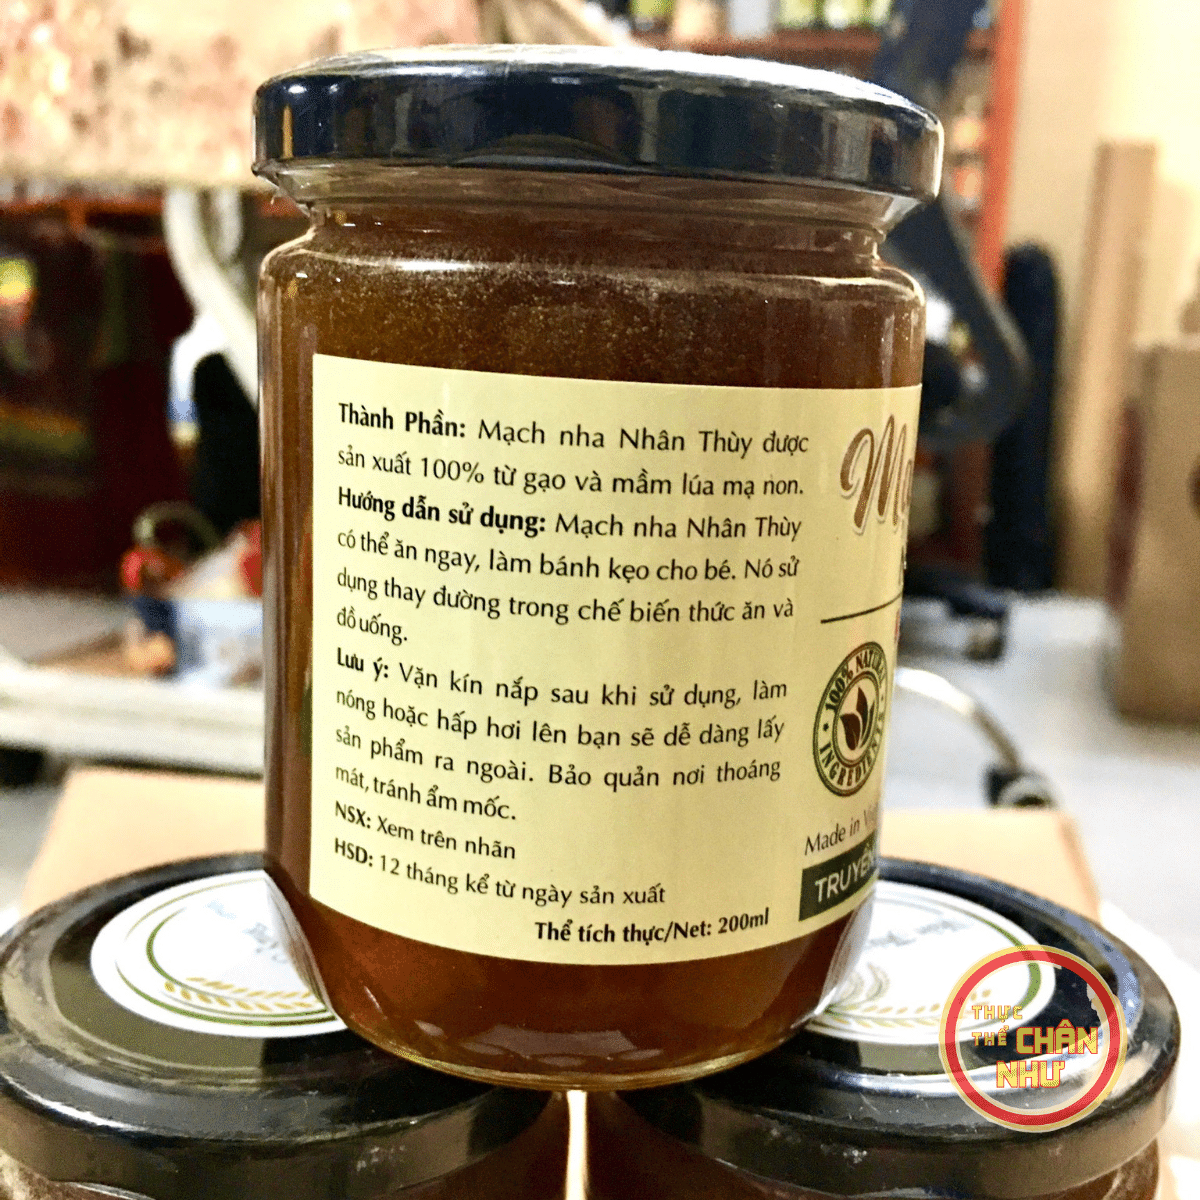 Thành Phần: Mạch nha Nhân Thùy được
sản xuất 100% từ gạo và mầm lúa mạ non.
Hướng dẫn sử dụng: Mạch nha Nhân Thùy
có thể ăn ngay, làm bánh kẹo cho bé. Nó sử
dụng thay đường trong chế biến thức ăn và
đồ uống.
Lưu ý: Vặn kín nắp sau khi sử dụng, làm
nóng hoặc hấp hơi lên bạn sẽ dễ dàng lấy
sản phẩm ra ngoài. Bảo quản nơi thoáng
mát, tránh ẩm mốc.
NSX: Xem trên nhãn
HSD: 12 tháng kể từ ngày sản xuất
Thể tích thực/Net: 200ml
100% NATURAL
INGREDIENTS
Made in
THỰC
THỂ CHÂN
NHƯ